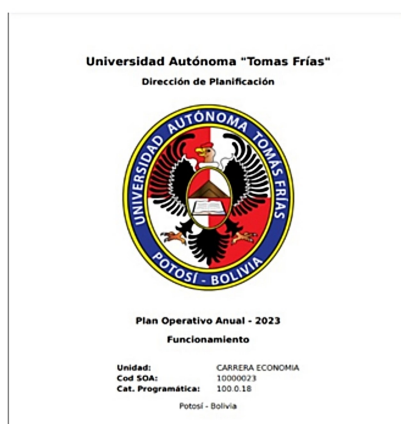 Universidad Autónoma "Tomas Frías"
Dirección de Planificación
UNIVERSIDAD AUTÓNOMA TOMÁS FRÍAS
POTOSÍ - BOLIVIA
Plan Operativo Anual - 2023
Funcionamiento
Unidad: CARRERA ECONOMIA
Cod SOA: 10000023
Cat. Programática: 100.0.18
Potosí - Bolivia